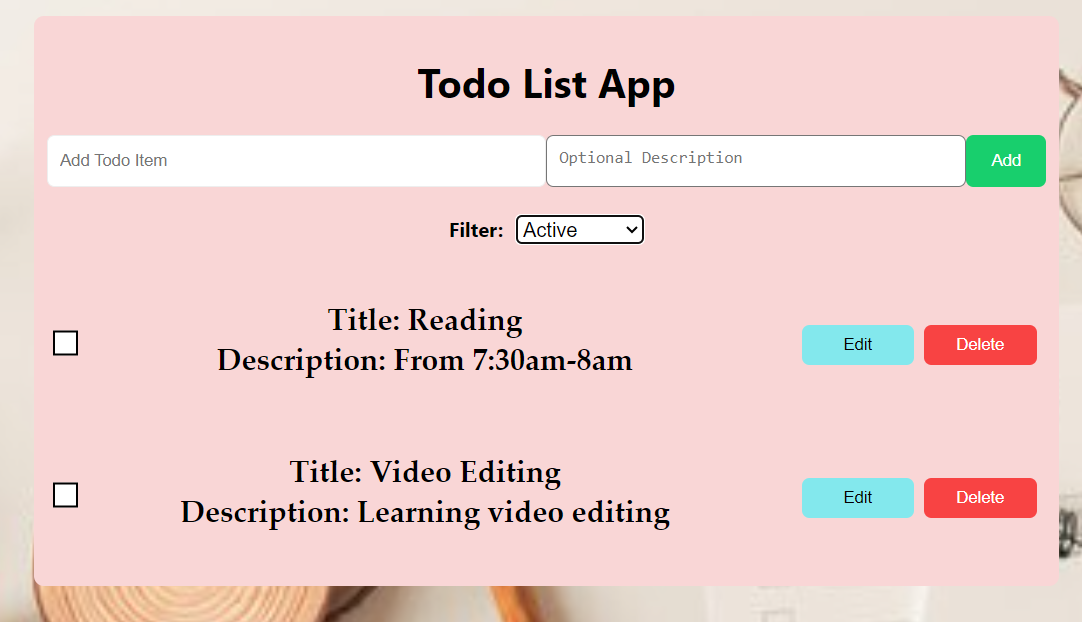 Todo List App
Add Todo Item Optional Description Add
Filter: Active
Title: Reading
Description: From 7:30am-8am
Edit Delete
Title: Video Editing
Description: Learning video editing
Edit Delete